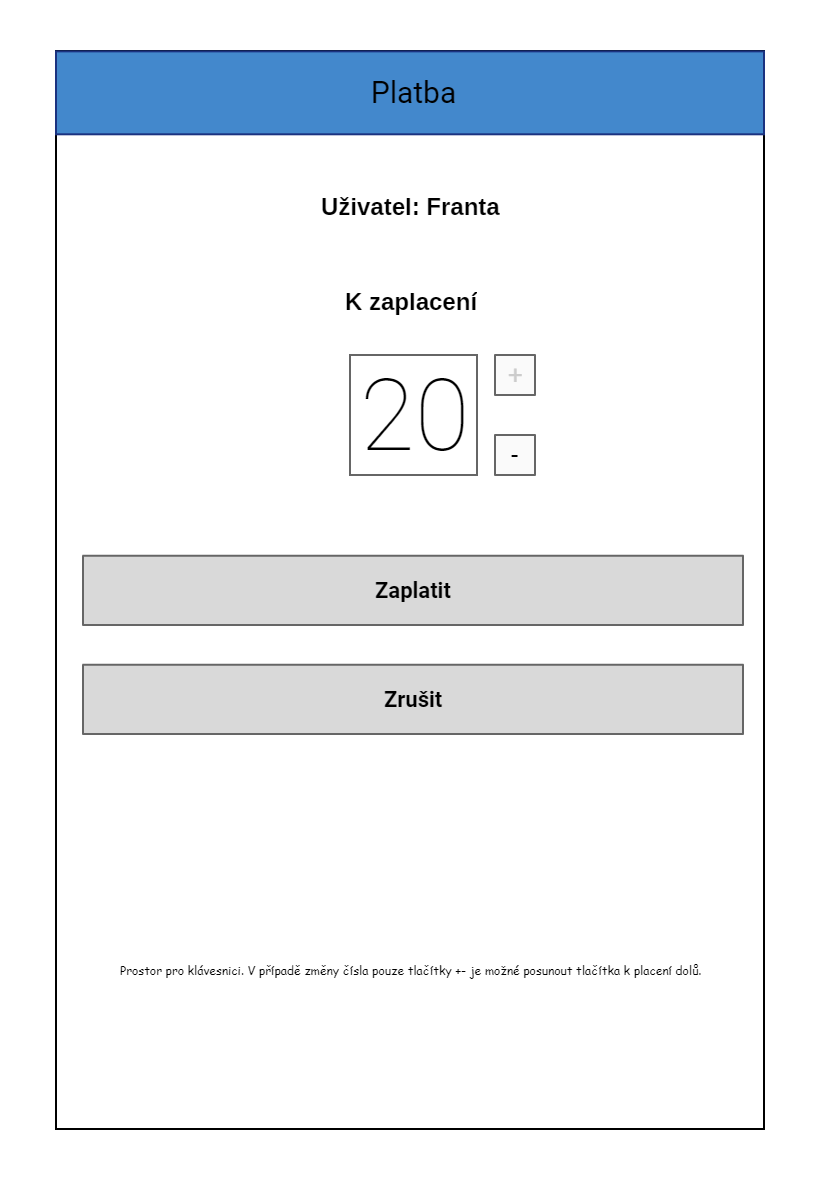 Platba
Uživatel: Franta
K zaplacení
20
+
-
Zaplatit
Zrušit
Prostor pro klávesnici. V případě změny čísla pouze tlačítky +- je možné posunout tlačítka k placení dolů.